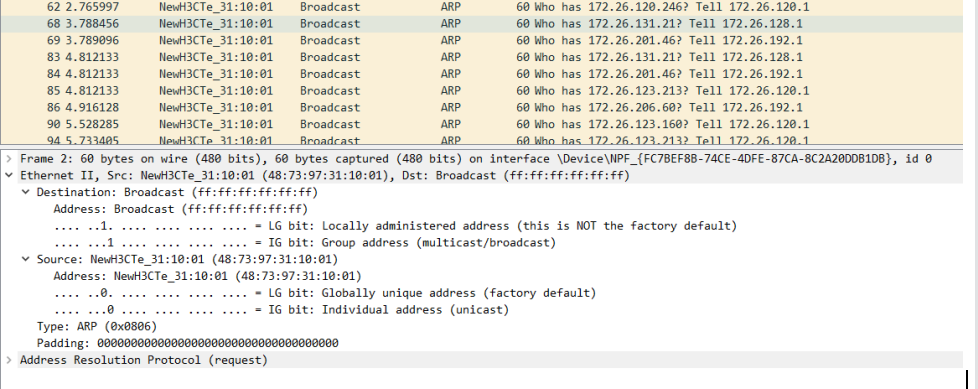 62 2.765997 NewH3CTe_31:10:01 Broadcast ARP 60 Who has 172.26.120.246? Tell 172.26.120.1
68 3.788456 NewH3CTe_31:10:01 Broadcast ARP 60 Who has 172.26.131.21? Tell 172.26.128.1
69 3.789096 NewH3CTe_31:10:01 Broadcast ARP 60 Who has 172.26.201.46? Tell 172.26.192.1
83 4.812133 NewH3CTe_31:10:01 Broadcast ARP 60 Who has 172.26.131.21? Tell 172.26.128.1
84 4.812133 NewH3CTe_31:10:01 Broadcast ARP 60 Who has 172.26.201.46? Tell 172.26.192.1
85 4.812133 NewH3CTe_31:10:01 Broadcast ARP 60 Who has 172.26.123.213? Tell 172.26.120.1
86 4.916128 NewH3CTe_31:10:01 Broadcast ARP 60 Who has 172.26.206.60? Tell 172.26.192.1
90 5.528285 NewH3CTe_31:10:01 Broadcast ARP 60 Who has 172.26.123.160? Tell 172.26.120.1
94 5.733405 NewH3CTe_31:10:01 Broadcast ARP 60 Who has 172.26.123.213? Tell 172.26.120.1
Frame 2: 60 bytes on wire (480 bits), 60 bytes captured (480 bits) on interface \Device\NPF_{FC7BEF8B-74CE-4DFE-87CA-8C2A20DDB1DB}, id 0
Ethernet II, Src: NewH3CTe_31:10:01 (48:73:97:31:10:01), Dst: Broadcast (ff:ff:ff:ff:ff:ff)
Destination: Broadcast (ff:ff:ff:ff:ff:ff)
Address: Broadcast (ff:ff:ff:ff:ff:ff)
.... ..1. .... .... .... .... = LG bit: Locally administered address (this is NOT the factory default)
.... ...1 .... .... .... .... = IG bit: Group address (multicast/broadcast)
Source: NewH3CTe_31:10:01 (48:73:97:31:10:01)
Address: NewH3CTe_31:10:01 (48:73:97:31:10:01)
.... ..0. .... .... .... .... = LG bit: Globally unique address (factory default)
.... ...0 .... .... .... .... = IG bit: Individual address (unicast)
Type: ARP (0x0806)
Padding: 000000000000000000000000000000000000
Address Resolution Protocol (request)